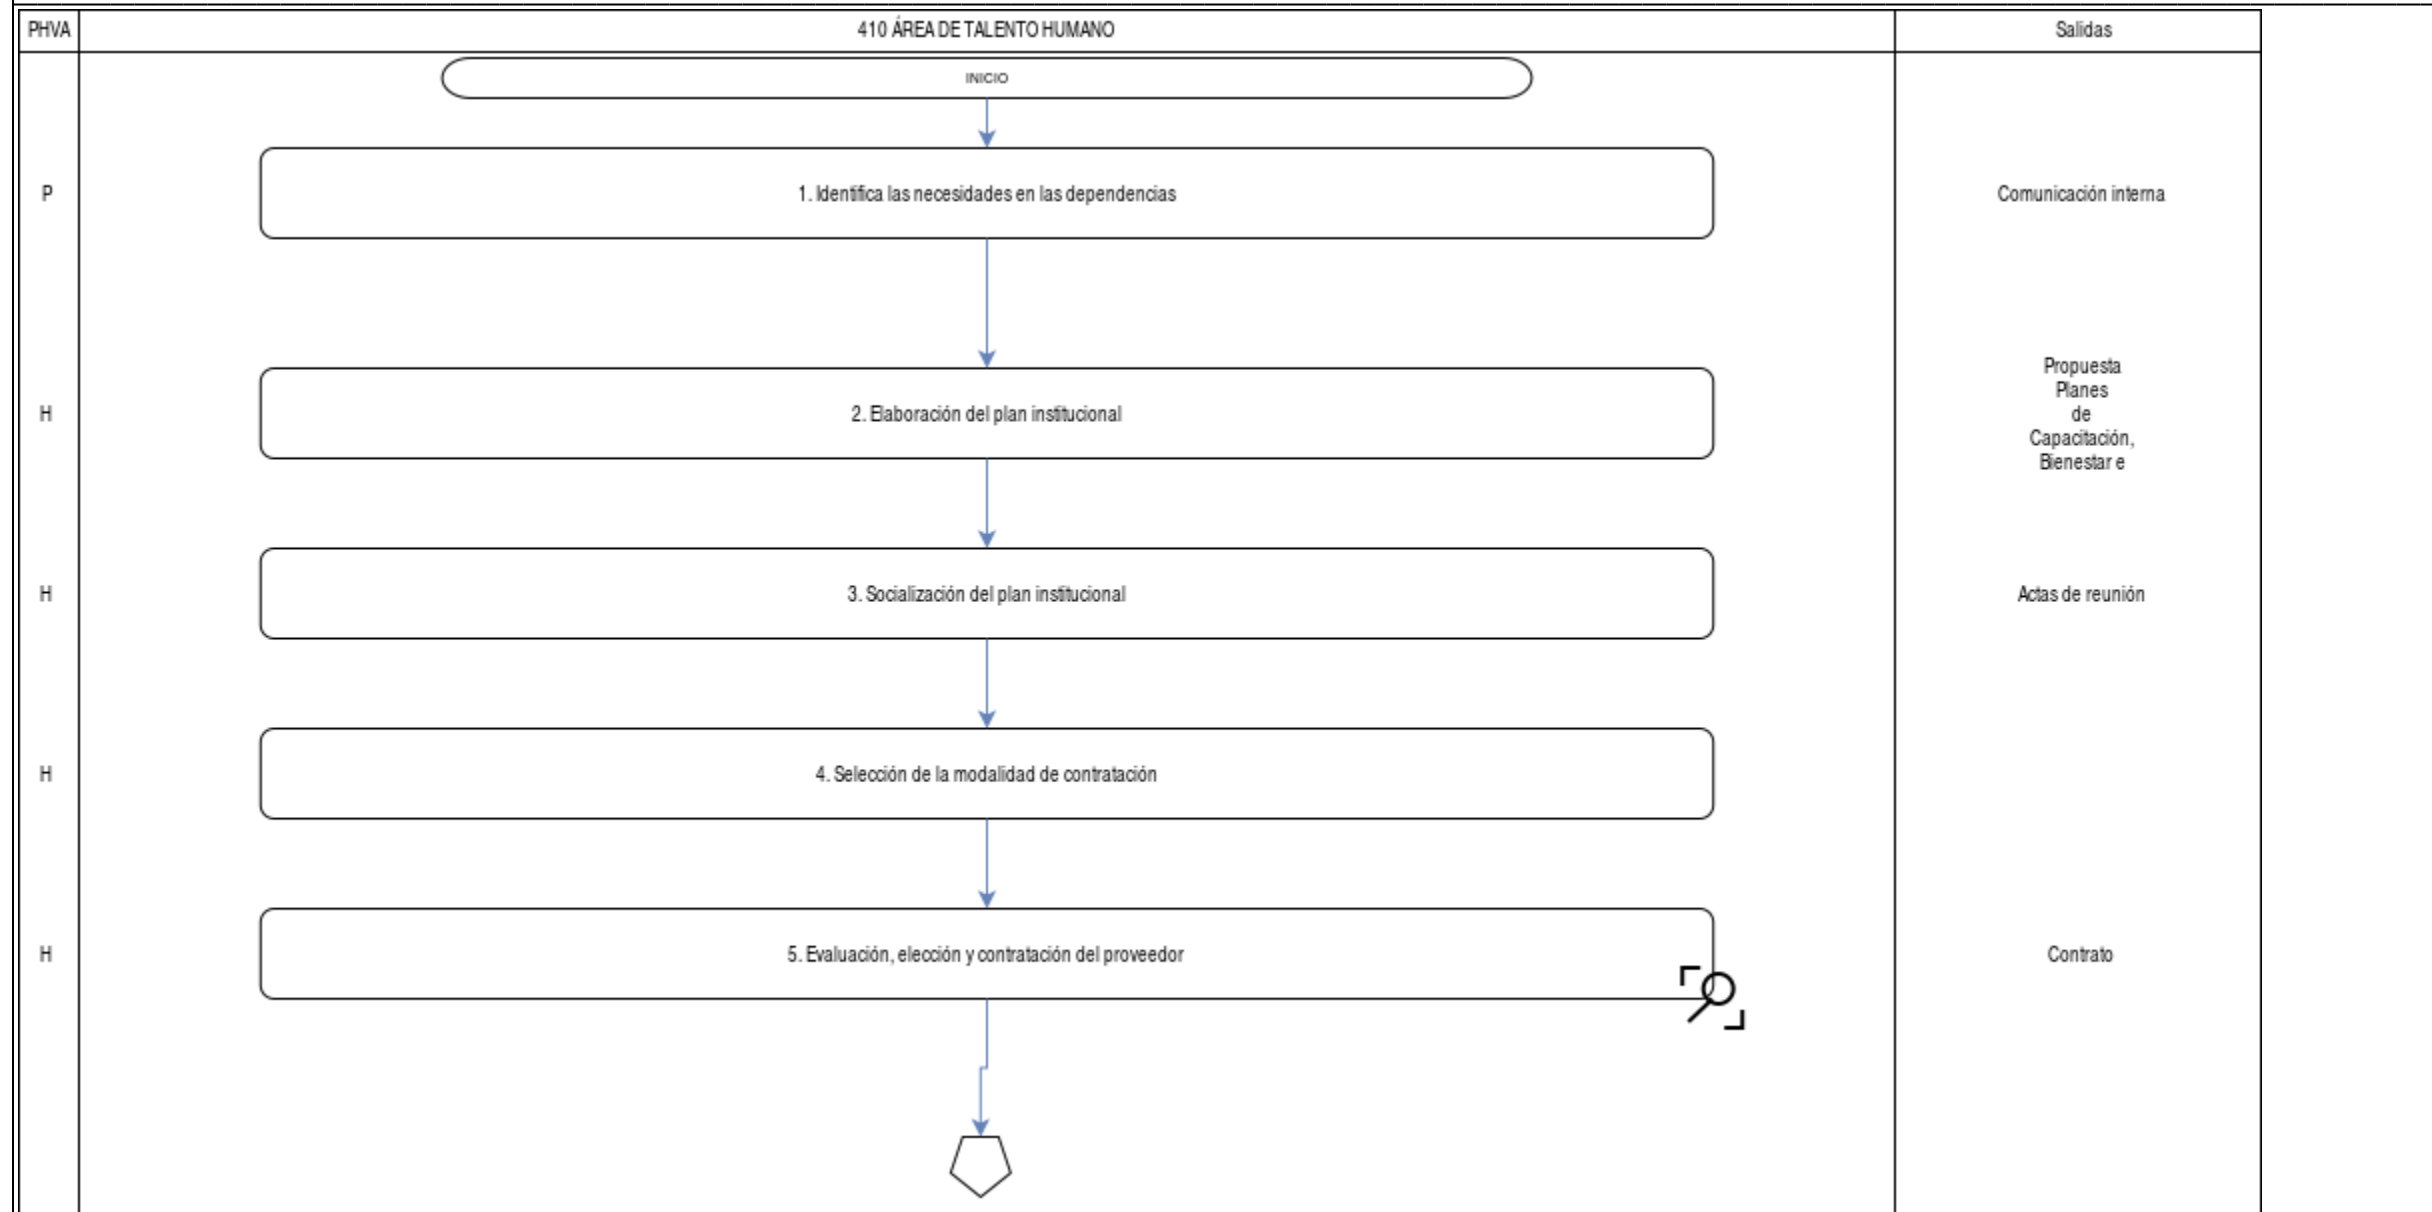 PHVA 410 ÁREA DE TALENTO HUMANO Salidas
INICIO
P 1. Identifica las necesidades en las dependencias Comunicación interna
H 2. Elaboración del plan institucional
Propuesta
Planes
de
Capacitación,
Bienestar e
H 3. Socialización del plan institucional Actas de reunión
H 4. Selección de la modalidad de contratación
H 5. Evaluación, elección y contratación del proveedor Contrato